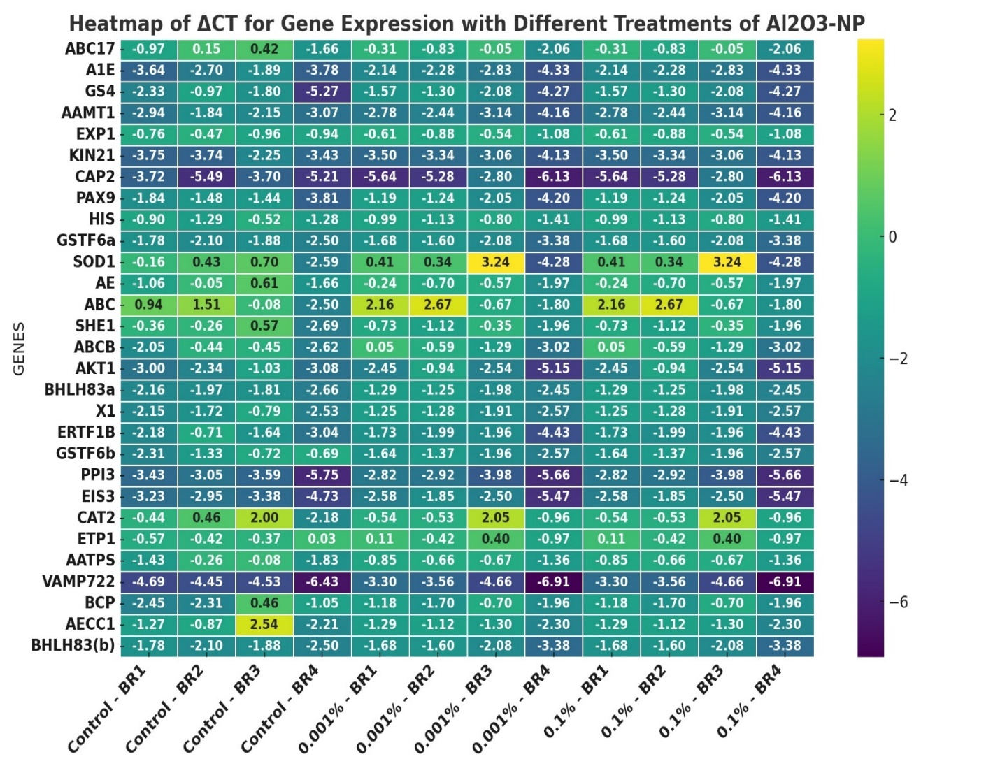 Heatmap of ΔCT for Gene Expression with Different Treatments of Al2O3-NP
ABC17 -0.97 0.15 0.42 -1.66 -0.31 -0.83 -0.05 -2.06 -0.31 -0.83 -0.05 -2.06
A1E -3.64 -2.70 -1.89 -3.78 -2.14 -2.28 -2.83 -4.33 -2.14 -2.28 -2.83 -4.33
GS4 -2.33 -0.97 -1.80 -5.27 -1.57 -1.30 -2.08 -4.27 -1.57 -1.30 -2.08 -4.27
AAMT1 -2.94 -1.84 -2.15 -3.07 -2.78 -2.44 -3.14 -4.16 -2.78 -2.44 -3.14 -4.16
EXP1 -0.76 -0.47 -0.96 -0.94 -0.61 -0.88 -0.54 -1.08 -0.61 -0.88 -0.54 -1.08
KIN21 -3.75 -3.74 -2.25 -3.43 -3.50 -3.34 -3.06 -4.13 -3.50 -3.34 -3.06 -4.13
CAP2 -3.72 -5.49 -3.70 -5.21 -5.64 -5.28 -2.80 -6.13 -5.64 -5.28 -2.80 -6.13
PAX9 -1.84 -1.48 -1.44 -3.81 -1.19 -1.24 -2.05 -4.20 -1.19 -1.24 -2.05 -4.20
HIS -0.90 -1.29 -0.52 -1.28 -0.99 -1.13 -0.80 -1.41 -0.99 -1.13 -0.80 -1.41
GSTF6a -1.78 -2.10 -1.88 -2.50 -1.68 -1.60 -2.08 -3.38 -1.68 -1.60 -2.08 -3.38
SOD1 -0.16 0.43 0.70 -2.59 0.41 0.34 3.24 -4.28 0.41 0.34 3.24 -4.28
AE -1.06 -0.05 0.61 -1.66 -0.24 -0.70 -0.57 -1.97 -0.24 -0.70 -0.57 -1.97
ABC 0.94 1.51 -0.08 -2.50 2.16 2.67 -0.67 -1.80 2.16 2.67 -0.67 -1.80
SHE1 -0.36 -0.26 0.57 -2.69 -0.73 -1.12 -0.35 -1.96 -0.73 -1.12 -0.35 -1.96
ABCB -2.05 -0.44 -0.45 -2.62 0.05 -0.59 -1.29 -3.02 0.05 -0.59 -1.29 -3.02
AKT1 -3.00 -2.34 -1.03 -3.08 -2.45 -0.94 -2.54 -5.15 -2.45 -0.94 -2.54 -5.15
BHLH83a -2.16 -1.97 -1.81 -2.66 -1.29 -1.25 -1.98 -2.45 -1.29 -1.25 -1.98 -2.45
X1 -2.15 -1.72 -0.79 -2.53 -1.25 -1.28 -1.91 -2.57 -1.25 -1.28 -1.91 -2.57
ERTF1B -2.18 -0.71 -1.64 -3.04 -1.73 -1.99 -1.96 -4.43 -1.73 -1.99 -1.96 -4.43
GSTF6b -2.31 -1.33 -0.72 -0.69 -1.64 -1.37 -1.96 -2.57 -1.64 -1.37 -1.96 -2.57
PPI3 -3.43 -3.05 -3.59 -5.75 -2.82 -2.92 -3.98 -5.66 -2.82 -2.92 -3.98 -5.66
EIS3 -3.23 -2.95 -3.38 -4.73 -2.58 -1.85 -2.50 -5.47 -2.58 -1.85 -2.50 -5.47
CAT2 -0.44 0.46 2.00 -2.18 -0.54 -0.53 2.05 -0.96 -0.54 -0.53 2.05 -0.96
ETP1 -0.57 -0.42 -0.37 0.03 0.11 -0.42 0.40 -0.97 0.11 -0.42 0.40 -0.97
AATPS -1.43 -0.26 -0.08 -1.83 -0.85 -0.66 -0.67 -1.36 -0.85 -0.66 -0.67 -1.36
VAMP722 -4.69 -4.45 -4.53 -6.43 -3.30 -3.56 -4.66 -6.91 -3.30 -3.56 -4.66 -6.91
BCP -2.45 -2.31 0.46 -1.05 -1.18 -1.70 -0.70 -1.96 -1.18 -1.70 -0.70 -1.96
AECC1 -1.27 -0.87 2.54 -2.21 -1.29 -1.12 -1.30 -2.30 -1.29 -1.12 -1.30 -2.30
BHLH83(b) -1.78 -2.10 -1.88 -2.50 -1.68 -1.60 -2.08 -3.38 -1.68 -1.60 -2.08 -3.38
GENES
Control - BR1
Control - BR2
Control - BR3
Control - BR4
0.001% - BR1
0.001% - BR2
0.001% - BR3
0.001% - BR4
0.1% - BR1
0.1% - BR2
0.1% - BR3
0.1% - BR4
2
0
−2
−4
−6